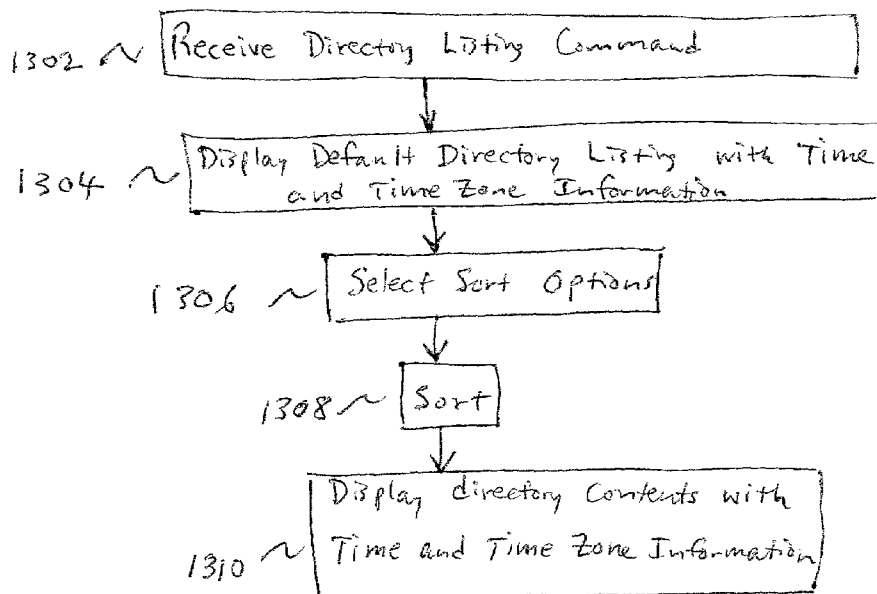 1302 Receive Directory Listing Command
1304 Display Default Directory Listing with Time
and Time Zone Information
1306 Select Sort Options
1308 Sort
Display directory Contents with
1310 Time and Time Zone Information